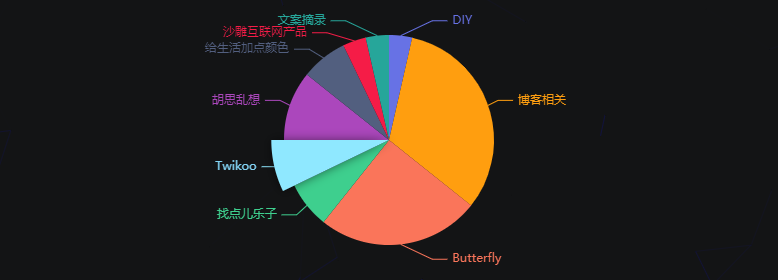 文案摘录
DIY
沙雕互联网产品
给生活加点颜色
胡思乱想
博客相关
Twikoo
找点儿乐子
Butterfly